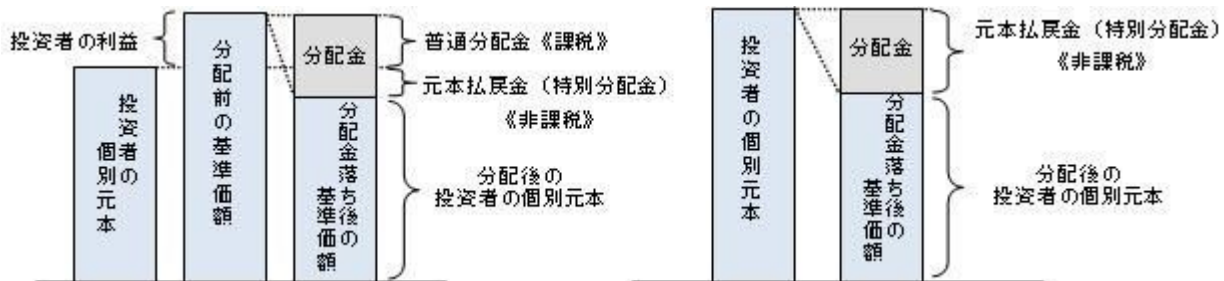 投資者の利益
投資者の
個別元本
分配前の基準価額
分配金
分配金落ち後の
基準価額
普通分配金《課税》
元本払戻金（特別分配金）
《非課税》
分配後の
投資者の個別元本
投資者の個別元本
分配金
分配金落ち後の
基準価額
元本払戻金（特別分配金）
《非課税》
分配後の
投資者の個別元本